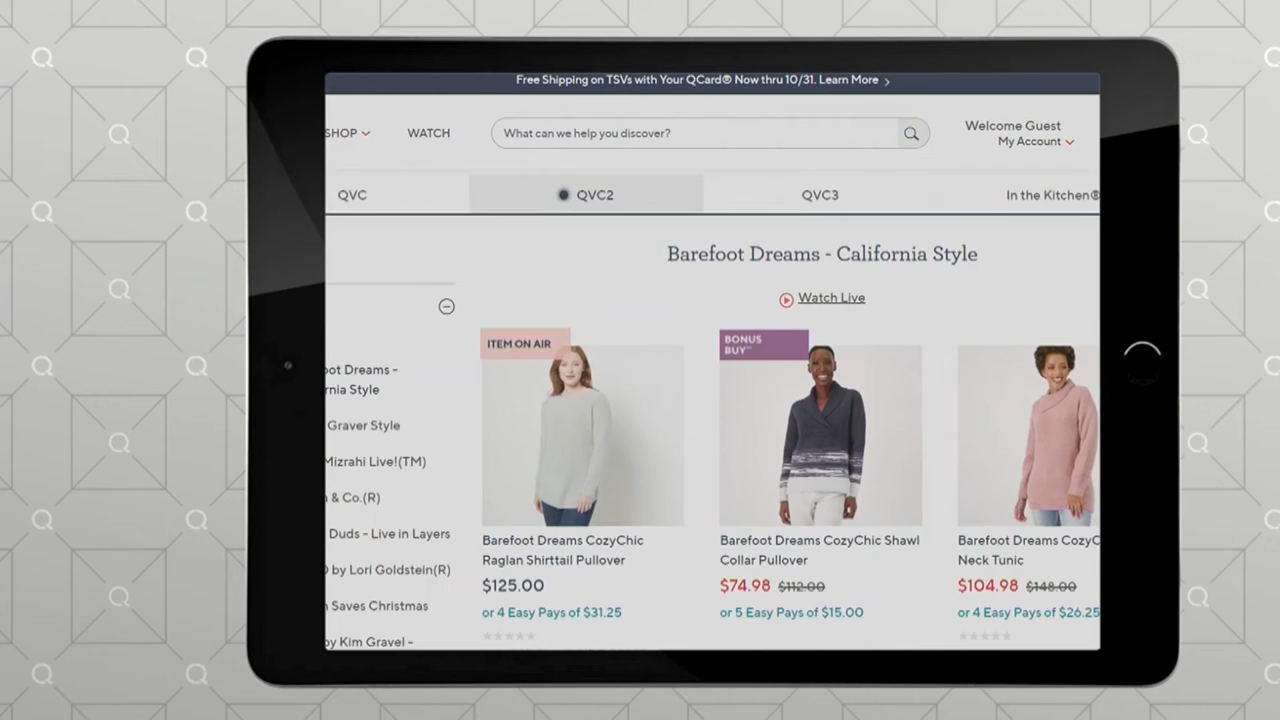 Free Shipping on TSVs with Your QCard® Now thru 10/31. Learn More
SHOP
WATCH
What can we help you discover?
Welcome Guest
My Account
QVC
QVC2
QVC3
In the Kitchen®
Barefoot Dreams - California Style
Watch Live
ITEM ON AIR
BONUS
BUY™
oot Dreams -
rnia Style
Graver Style
Mizrahi Live!(TM)
& Co.(R)
Duds - Live in Layers
by Lori Goldstein(R)
Saves Christmas
by Kim Gravel -
Barefoot Dreams CozyChic
Raglan Shirttail Pullover
$125.00
or 4 Easy Pays of $31.25
Barefoot Dreams CozyChic Shawl
Collar Pullover
$74.98 $112.00
or 5 Easy Pays of $15.00
Barefoot Dreams CozyC
Neck Tunic
$104.98 $148.00
or 4 Easy Pays of $26.25